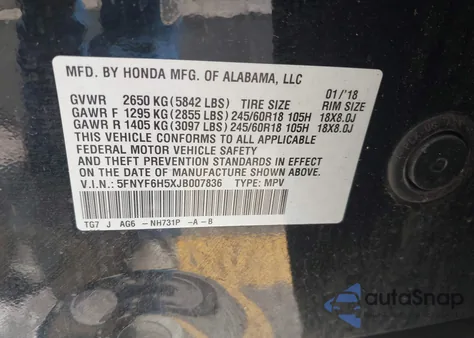 MFD. BY HONDA MFG. OF ALABAMA, LLC
01/'18
GVWR 2650 KG (5842 LBS) TIRE SIZE RIM SIZE
GAWR F 1295 KG (2855 LBS) 245/60R18 105H 18X8.0J
GAWR R 1405 KG (3097 LBS) 245/60R18 105H 18X8.0J
THIS VEHICLE CONFORMS TO ALL APPLICABLE
FEDERAL MOTOR VEHICLE SAFETY STANDARDS IN EFFECT
ON THE DATE OF MANUFACTURE SHOWN ABOVE.
V.I.N.: 5FNYF6H5XJB007836 TYPE: MPV
TG7 J AG6 -NH731P -A-8
autoSnap